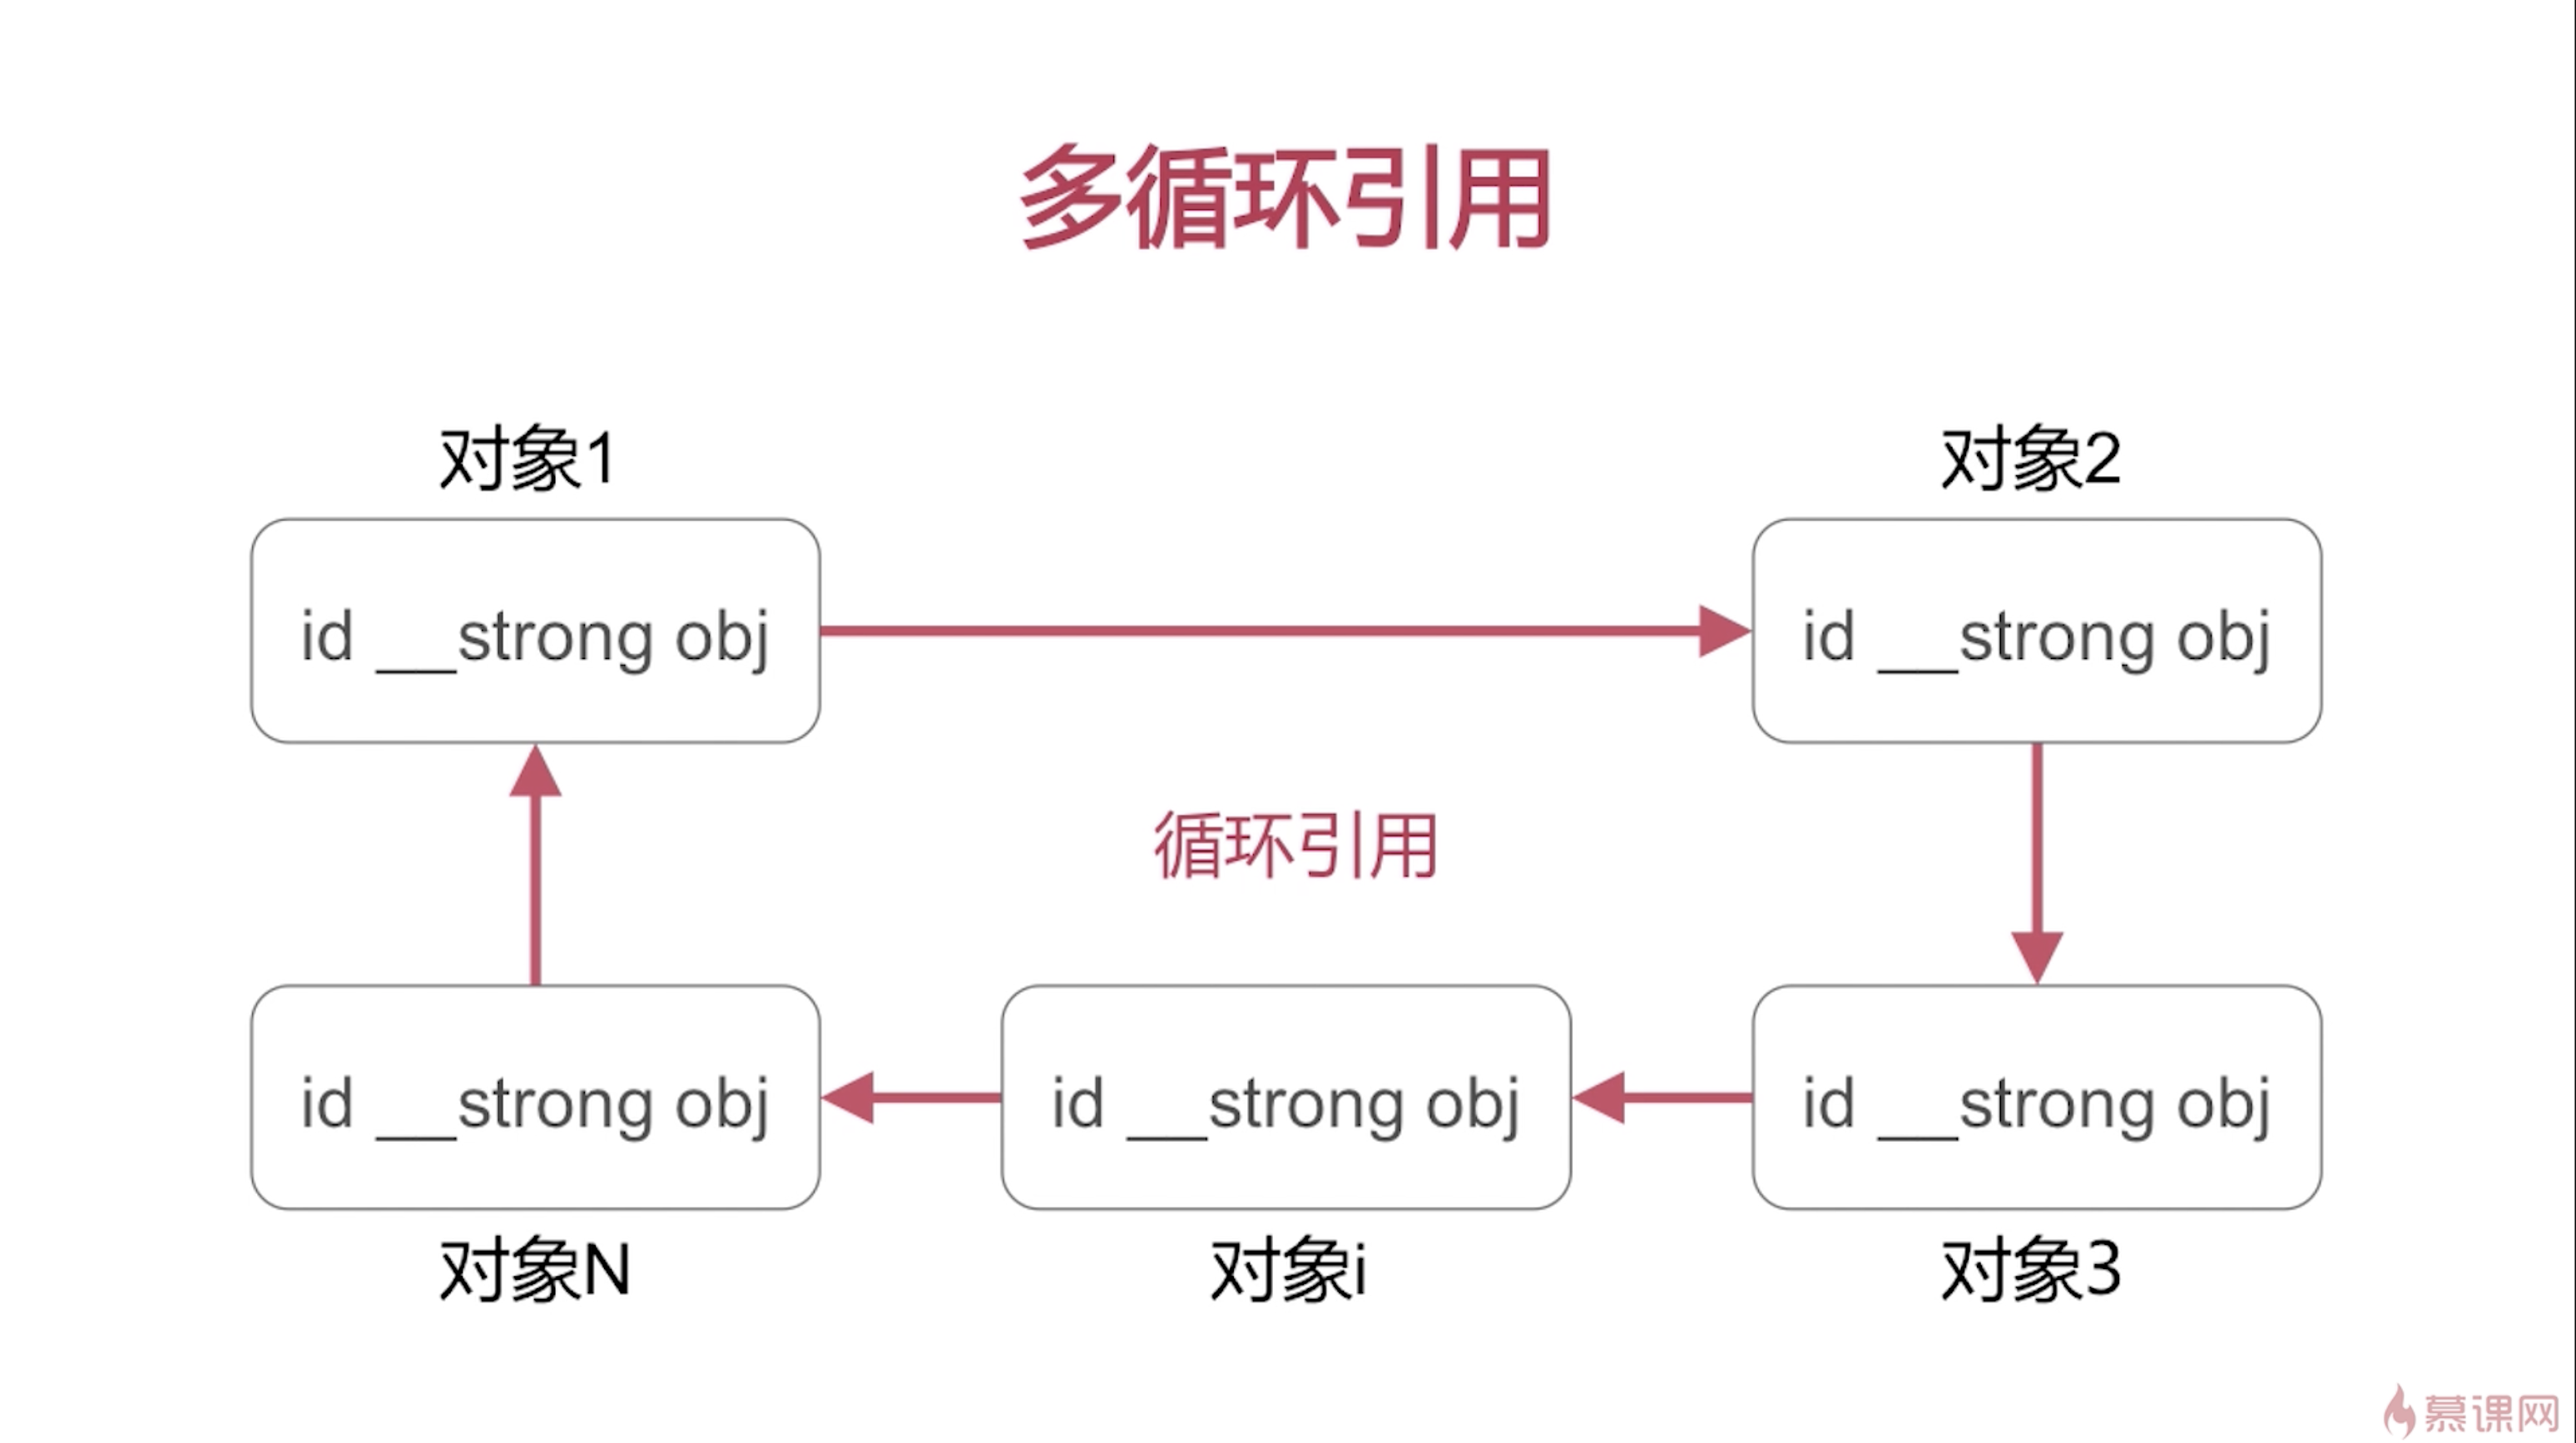 多循环引用
对象1
对象2
id __strong obj
id __strong obj
循环引用
id __strong obj
id __strong obj
id __strong obj
对象N
对象i
对象3
慕课网